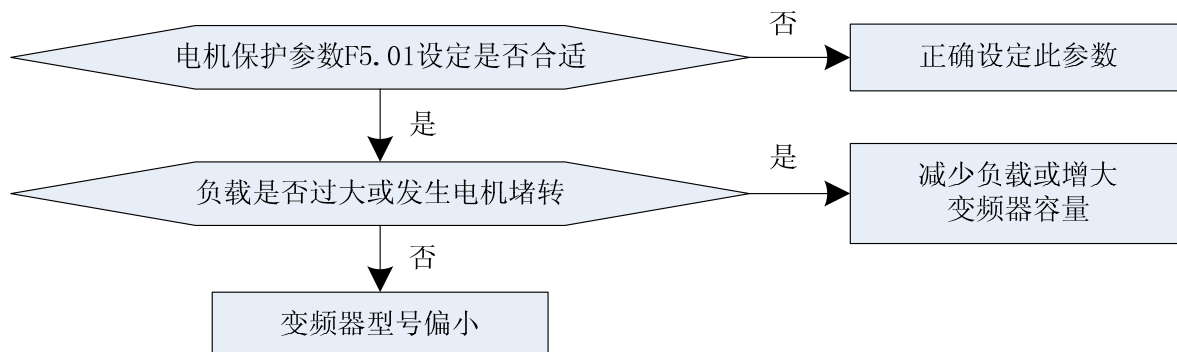 电机保护参数F5.01设定是否合适
否
正确设定此参数
是
负载是否过大或发生电机堵转
是
减少负载或增大
变频器容量
否
变频器型号偏小